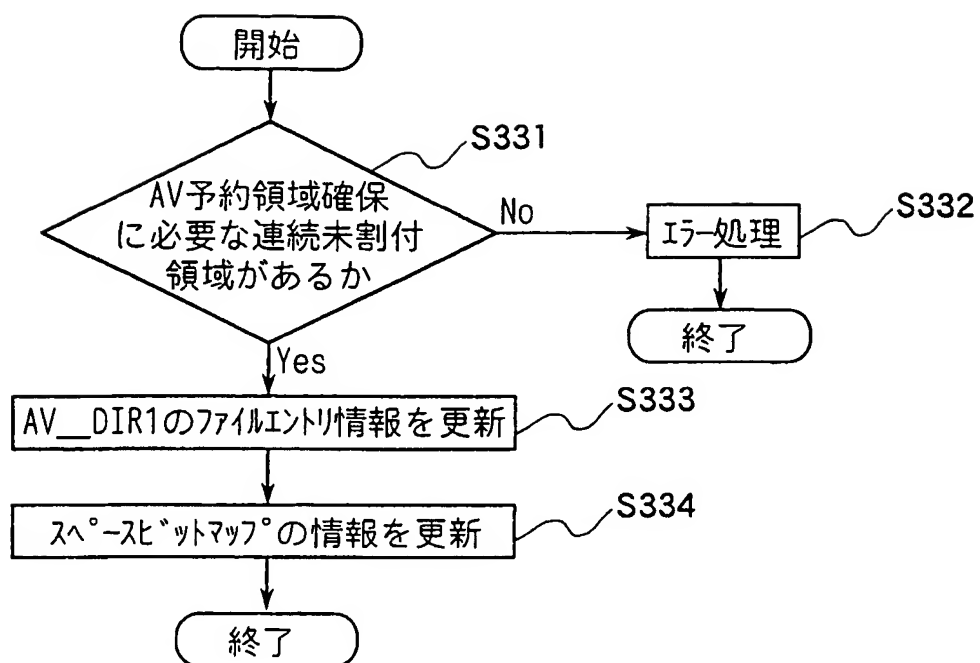 開始
S331
AV予約領域確保
に必要な連続未割付
領域があるか
No
S332
エラー処理
終了
Yes
S333
AV__DIR1のファイルエントリ情報を更新
S334
スペースビットマップの情報を更新
終了